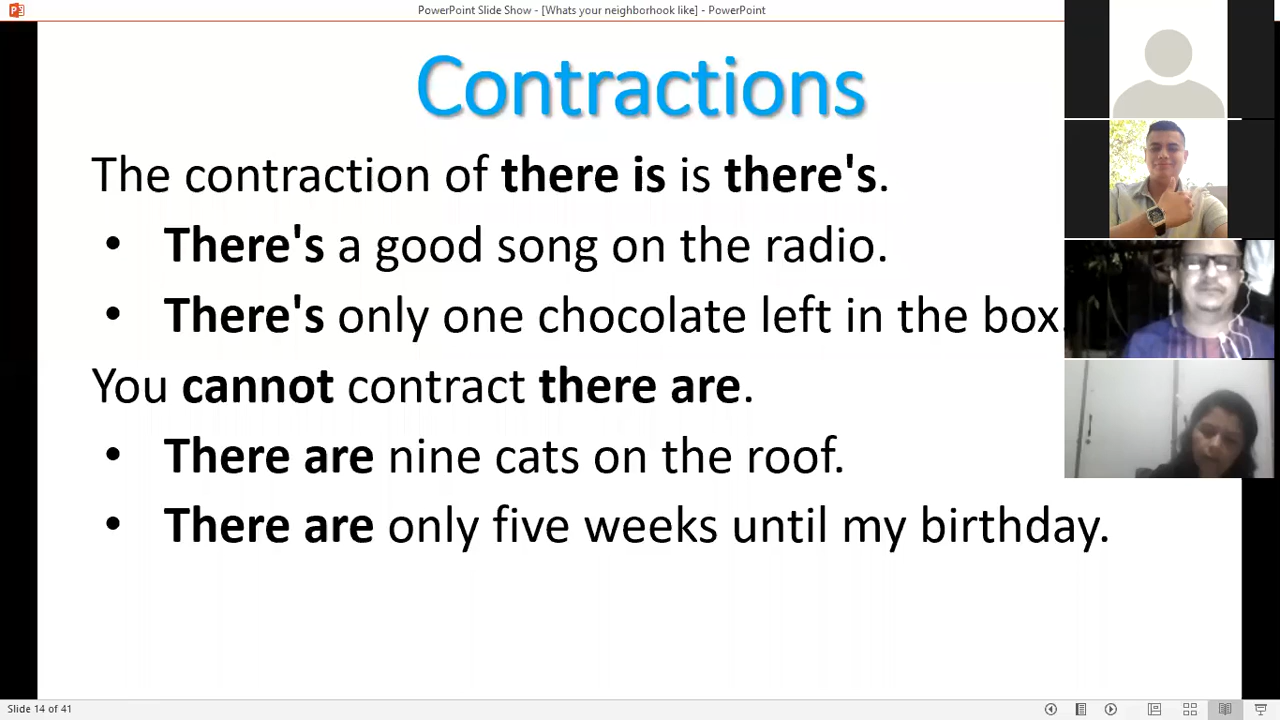 PowerPoint Slide Show - [Whats your neighborhook like] - PowerPoint
Contractions
The contraction of there is is there's.
• There's a good song on the radio.
• There's only one chocolate left in the box.
You cannot contract there are.
• There are nine cats on the roof.
• There are only five weeks until my birthday.
Slide 14 of 41